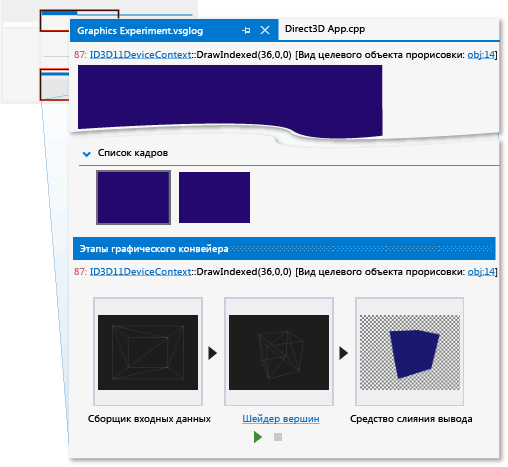 Graphics Experiment.vsglog Direct3D App.cpp
87: ID3D11DeviceContext::DrawIndexed(36,0,0) [Вид целевого объекта прорисовки: obj:14]
Список кадров
Этапы графического конвейера
87: ID3D11DeviceContext::DrawIndexed(36,0,0) [Вид целевого объекта прорисовки: obj:14]
Сборщик входных данных Шейдер вершин Средство слияния вывода